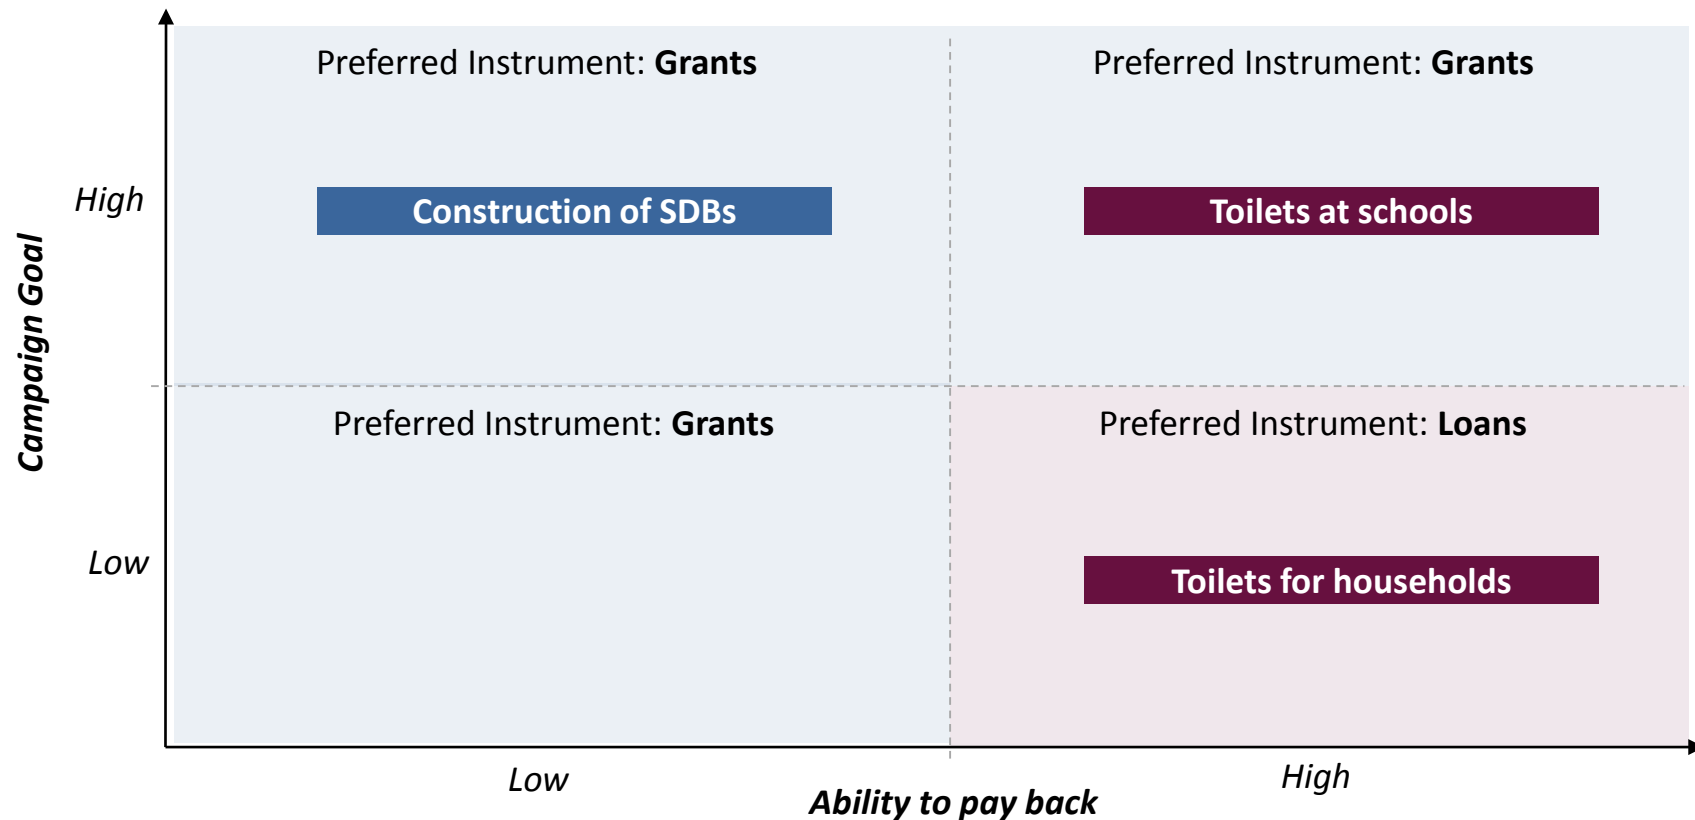 Preferred Instrument: Grants
Preferred Instrument: Grants
High
Construction of SDBs
Toilets at schools
Campaign Goal
Preferred Instrument: Grants
Preferred Instrument: Loans
Low
Toilets for households
Low
High
Ability to pay back